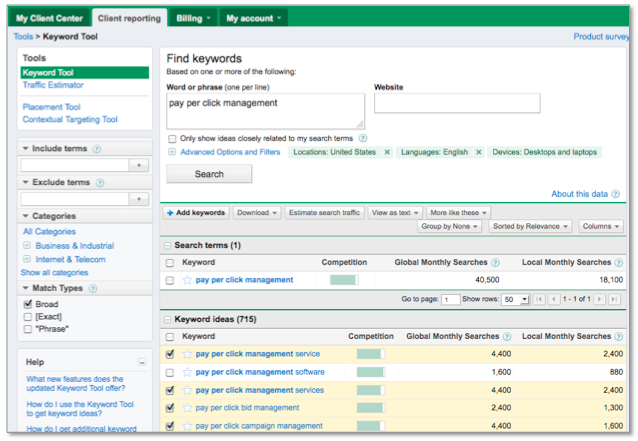 My Client Center Client reporting Billing My account
Tools > Keyword Tool Product survey
Tools
Keyword Tool
Traffic Estimator
Placement Tool
Contextual Targeting Tool
Include terms ?
+
Exclude terms ?
+
Categories
All Categories
Business & Industrial
Internet & Telecom
Show all categories
Match Types ?
Broad
[Exact]
"Phrase"
Help
What new features does the
updated Keyword Tool offer?
How do I use the Keyword Tool
to get keyword ideas?
How do I get additional keyword
Find keywords
Based on one or more of the following:
Word or phrase (one per line) Website
pay per click management
Only show ideas closely related to my search terms ?
Advanced Options and Filters Locations: United States X Languages: English X Devices: Desktops and laptops
Search
About this data ?
+ Add keywords Download Estimate search traffic View as text More like these
Group by None Sorted by Relevance Columns
Search terms (1)
Keyword Competition Global Monthly Searches ? Local Monthly Searches ?
pay per click management 40,500 18,100
Go to page: 1 Show rows: 50 1 - 1 of 1
Keyword ideas (715)
Keyword Competition Global Monthly Searches ? Local Monthly Searches ?
pay per click management service 4,400 2,400
pay per click management software 1,600 880
pay per click management services 4,400 2,400
pay per click bid management 2,400 1,300
pay per click campaign management 4,400 1,600